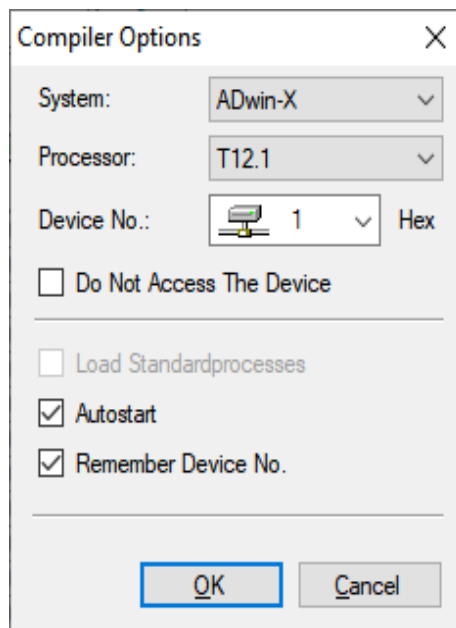 Compiler Options
System: ADwin-X
Processor: T12.1
Device No.: 1 Hex
Do Not Access The Device
Load Standardprocesses
Autostart
Remember Device No.
OK Cancel